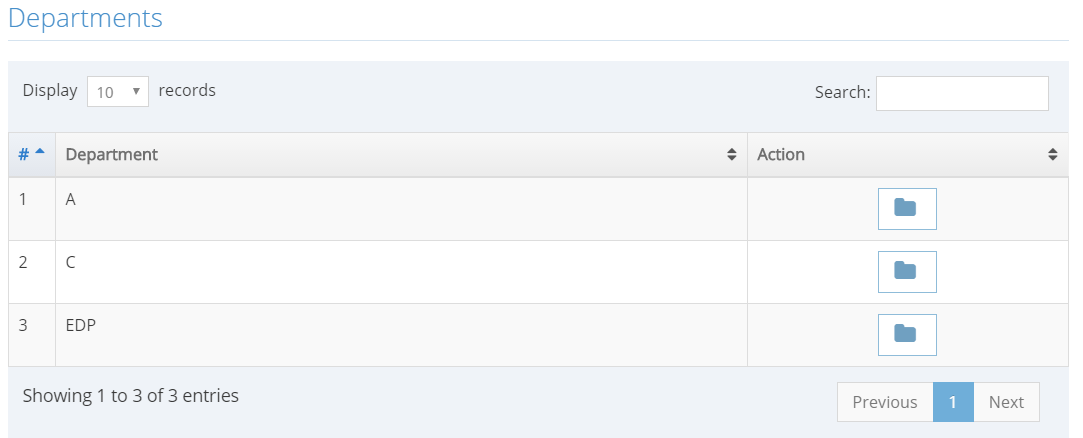 Departments
Display 10 records Search:
# Department Action
1 A
2 C
3 EDP
Showing 1 to 3 of 3 entries Previous 1 Next